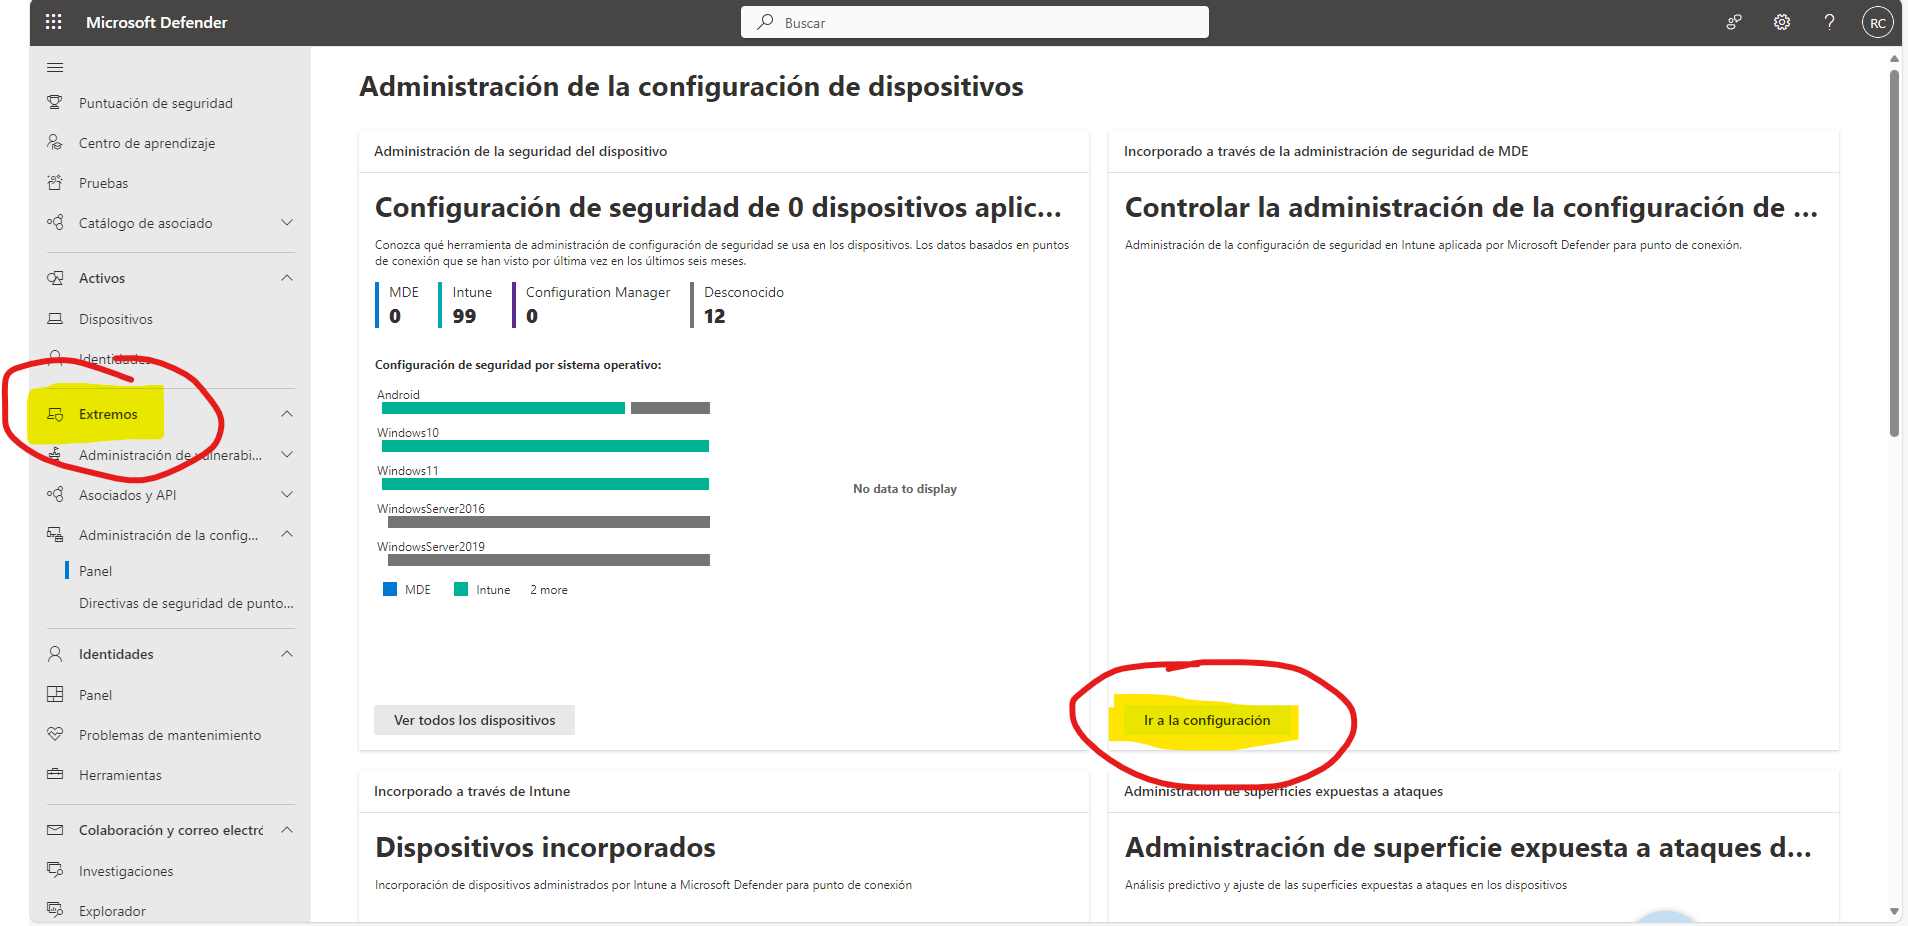 Microsoft Defender
Buscar
RC
Puntuación de seguridad
Centro de aprendizaje
Pruebas
Catálogo de asociado
Activos
Dispositivos
Identidades
Extremos
Administración de vulnerabi...
Asociados y API
Administración de la config...
Panel
Directivas de seguridad de punto...
Identidades
Panel
Problemas de mantenimiento
Herramientas
Colaboración y correo electró
Investigaciones
Explorador
Administración de la configuración de dispositivos
Administración de la seguridad del dispositivo
Configuración de seguridad de 0 dispositivos aplic...
Conozca qué herramienta de administración de configuración de seguridad se usa en los dispositivos. Los datos basados en puntos
de conexión que se han visto por última vez en los últimos seis meses.
MDE Intune Configuration Manager Desconocido
0 99 0 12
Configuración de seguridad por sistema operativo:
Android
Windows10
Windows11
WindowsServer2016
WindowsServer2019
MDE Intune 2 more
No data to display
Ver todos los dispositivos
Incorporado a través de la administración de seguridad de MDE
Controlar la administración de la configuración de ...
Administración de la configuración de seguridad en Intune aplicada por Microsoft Defender para punto de conexión.
Ir a la configuración
Incorporado a través de Intune
Dispositivos incorporados
Incorporación de dispositivos administrados por Intune a Microsoft Defender para punto de conexión
Administración de superficies expuestas a ataques
Administración de superficie expuesta a ataques d...
Análisis predictivo y ajuste de las superficies expuestas a ataques en los dispositivos